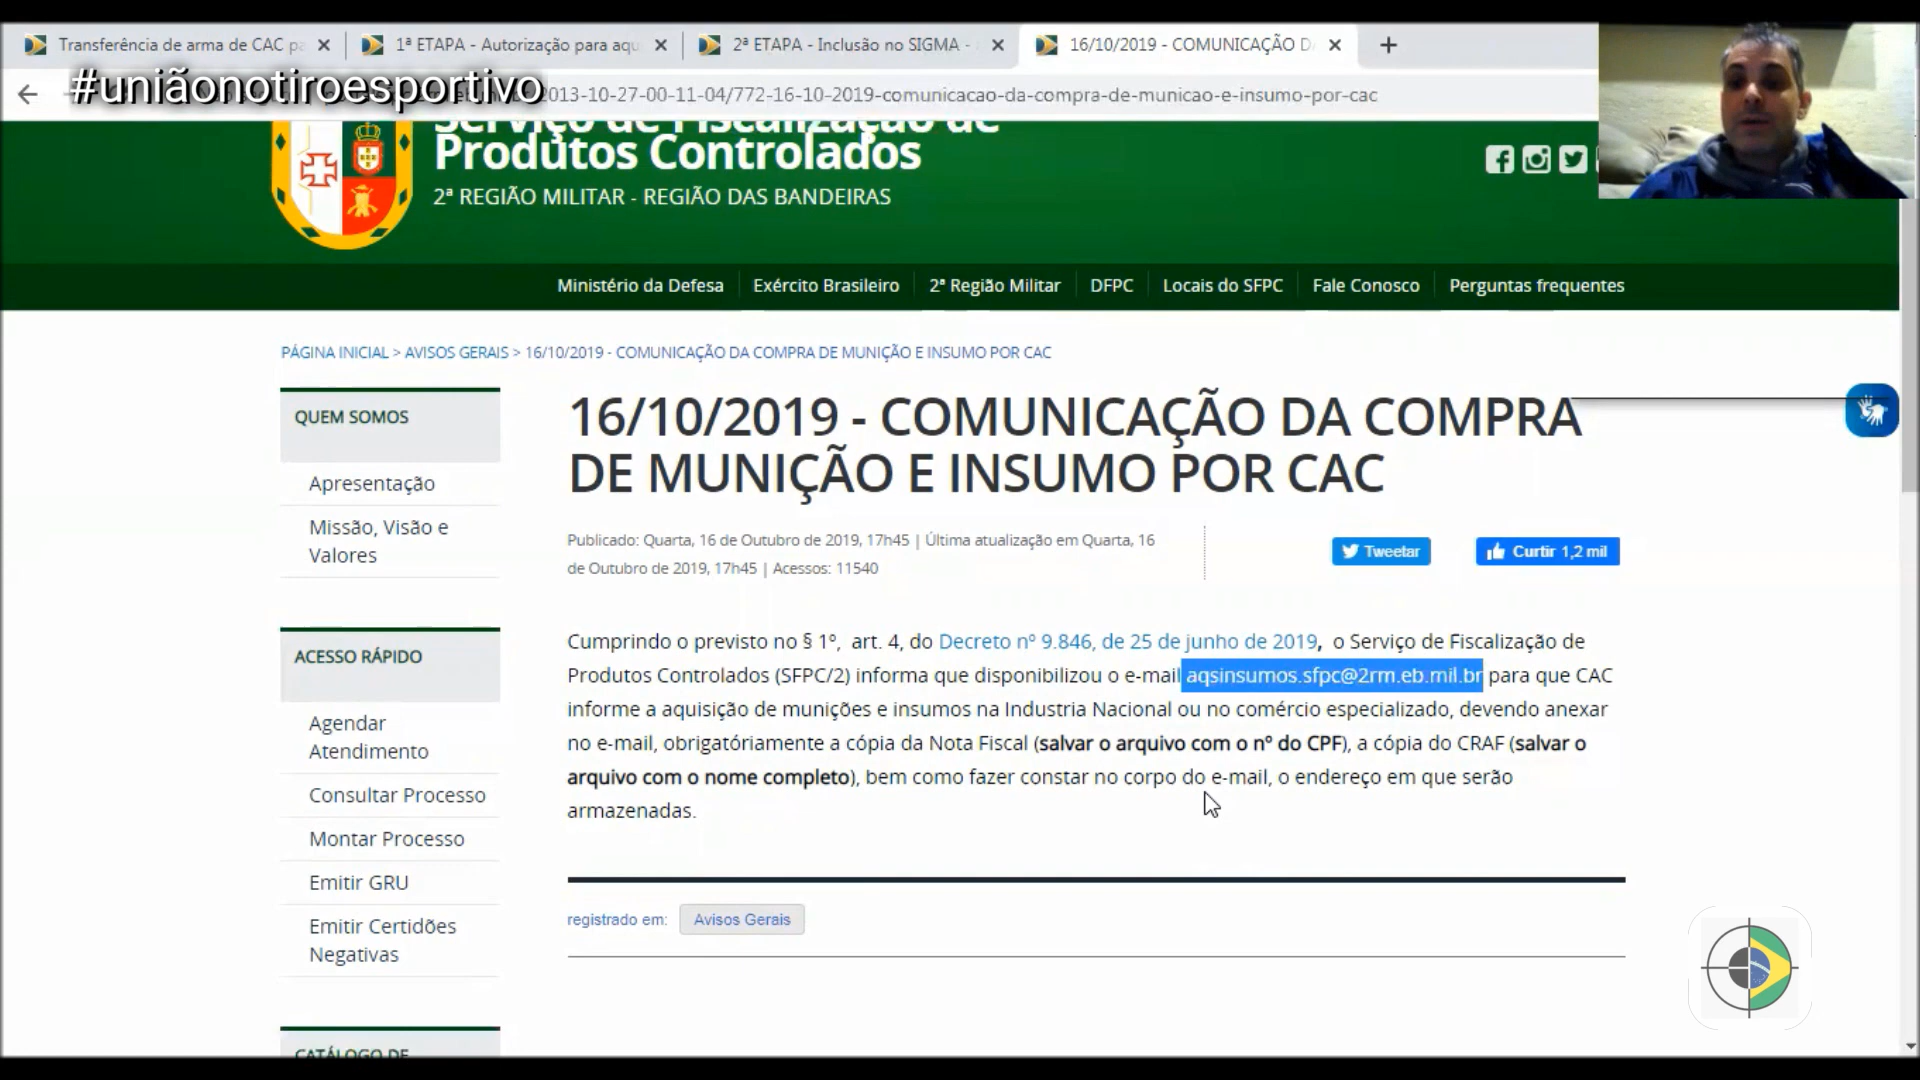 Transferência de arma de CAC pa
1ª ETAPA - Autorização para aqu
2ª ETAPA - Inclusão no SIGMA -
16/10/2019 - COMUNICAÇÃO D
#uniãonotiroesportivo
2013-10-27-00-11-04/772-16-10-2019-comunicacao-da-compra-de-municao-e-insumo-por-cac
Serviço de Fiscalização de
Produtos Controlados
2ª REGIÃO MILITAR - REGIÃO DAS BANDEIRAS
Ministério da Defesa
Exército Brasileiro
2ª Região Militar
DFPC
Locais do SFPC
Fale Conosco
Perguntas frequentes
PÁGINA INICIAL > AVISOS GERAIS > 16/10/2019 - COMUNICAÇÃO DA COMPRA DE MUNIÇÃO E INSUMO POR CAC
QUEM SOMOS
Apresentação
Missão, Visão e
Valores
ACESSO RÁPIDO
Agendar
Atendimento
Consultar Processo
Montar Processo
Emitir GRU
Emitir Certidões
Negativas
CATÁLOGO DE
16/10/2019 - COMUNICAÇÃO DA COMPRA
DE MUNIÇÃO E INSUMO POR CAC
Publicado: Quarta, 16 de Outubro de 2019, 17h45 | Última atualização em Quarta, 16
de Outubro de 2019, 17h45 | Acessos: 11540
Tweetar
Curtir 1,2 mil
Cumprindo o previsto no § 1º, art. 4, do Decreto nº 9.846, de 25 de junho de 2019, o Serviço de Fiscalização de
Produtos Controlados (SFPC/2) informa que disponibilizou o e-mail aqsinsumos.sfpc@2rm.eb.mil.br para que CAC
informe a aquisição de munições e insumos na Industria Nacional ou no comércio especializado, devendo anexar
no e-mail, obrigatóriamente a cópia da Nota Fiscal (salvar o arquivo com o nº do CPF), a cópia do CRAF (salvar o
arquivo com o nome completo), bem como fazer constar no corpo do e-mail, o endereço em que serão
armazenadas.
registrado em:
Avisos Gerais